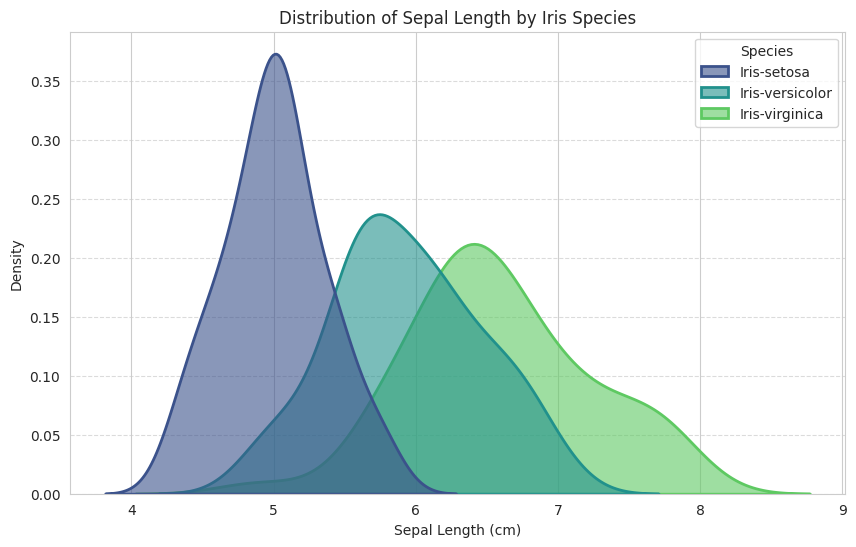 Distribution of Sepal Length by Iris Species
Species
Iris-setosa
Iris-versicolor
Iris-virginica
Density
0.35
0.30
0.25
0.20
0.15
0.10
0.05
0.00
4 5 6 7 8 9
Sepal Length (cm)